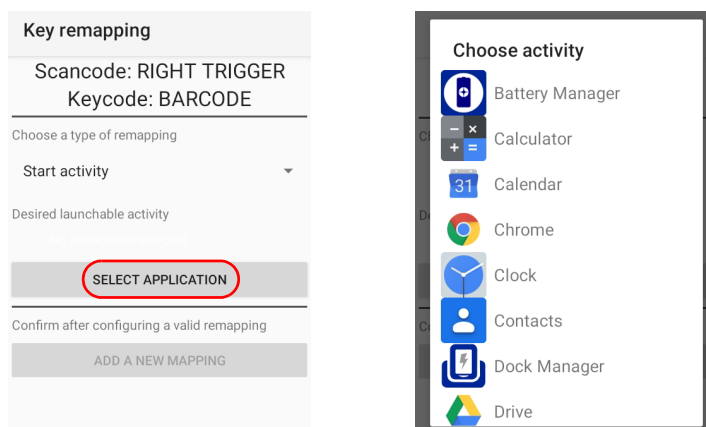 Key remapping
Scancode: RIGHT TRIGGER
Keycode: BARCODE
Choose a type of remapping
Start activity
Desired launchable activity
SELECT APPLICATION
Confirm after configuring a valid remapping
ADD A NEW MAPPING
Choose activity
Battery Manager
Calculator
31
Calendar
Chrome
Clock
Contacts
Dock Manager
Drive